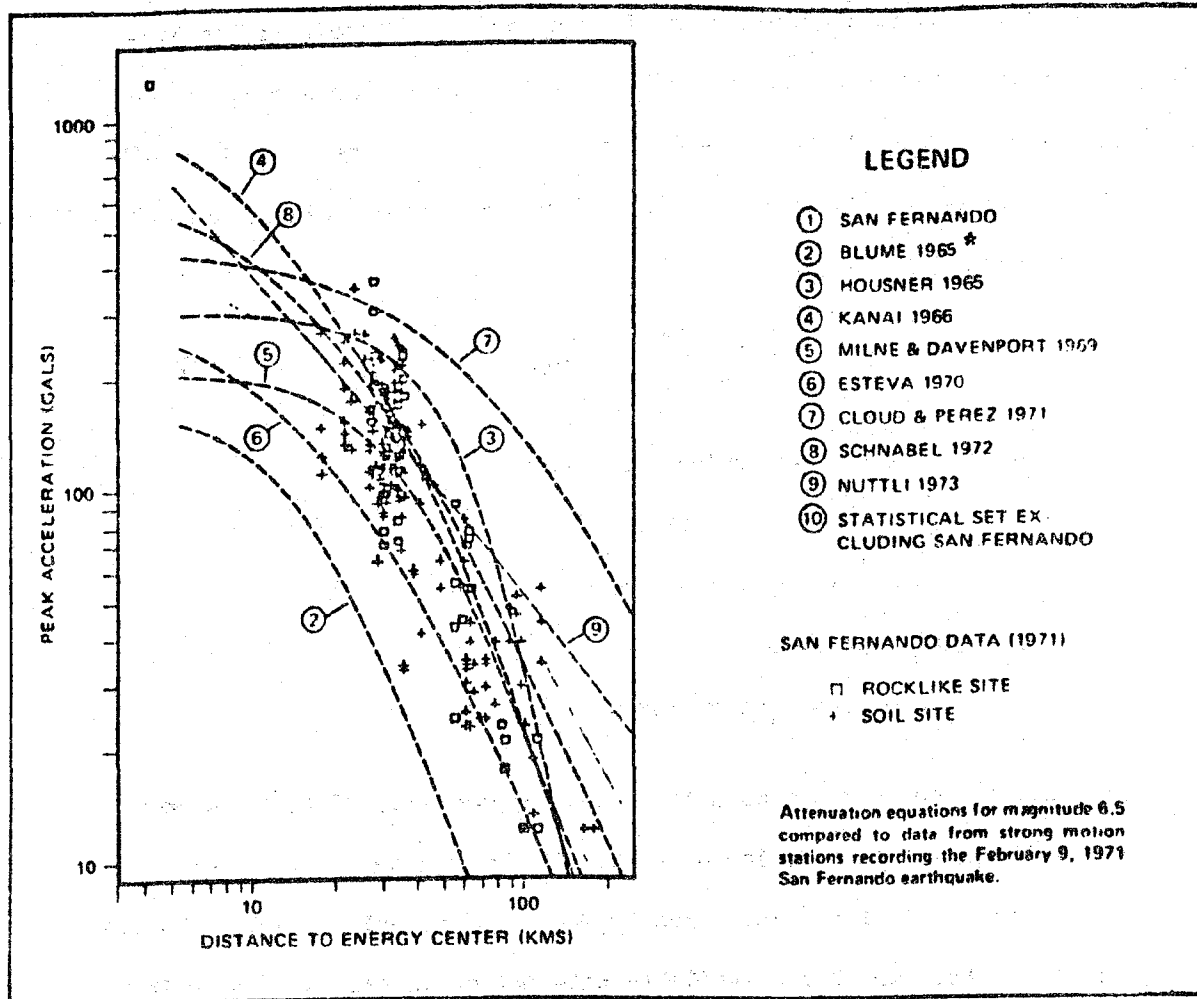 PEAK ACCELERATION (GALS)
1000
100
10
10
100
DISTANCE TO ENERGY CENTER (KMS)
④
⑧
⑤
⑦
⑥
③
②
⑨
LEGEND
① SAN FERNANDO
② BLUME 1965 *
③ HOUSNER 1965
④ KANAI 1966
⑤ MILNE & DAVENPORT 1969
⑥ ESTEVA 1970
⑦ CLOUD & PEREZ 1971
⑧ SCHNABEL 1972
⑨ NUTTLI 1973
⑩ STATISTICAL SET EX-
CLUDING SAN FERNANDO
SAN FERNANDO DATA (1971)
□ ROCKLIKE SITE
+ SOIL SITE
Attenuation equations for magnitude 6.5
compared to data from strong motion
stations recording the February 9, 1971
San Fernando earthquake.